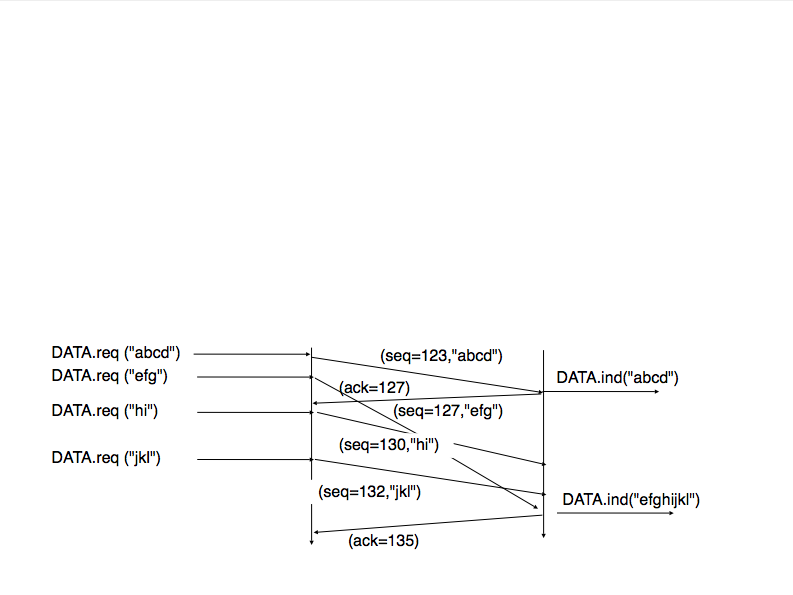 DATA.req ("abcd")
(seq=123,"abcd")
DATA.req ("efg")
DATA.ind("abcd")
(ack=127)
DATA.req ("hi")
(seq=127,"efg")
(seq=130,"hi")
DATA.req ("jkl")
(seq=132,"jkl")
DATA.ind("efghijkl")
(ack=135)